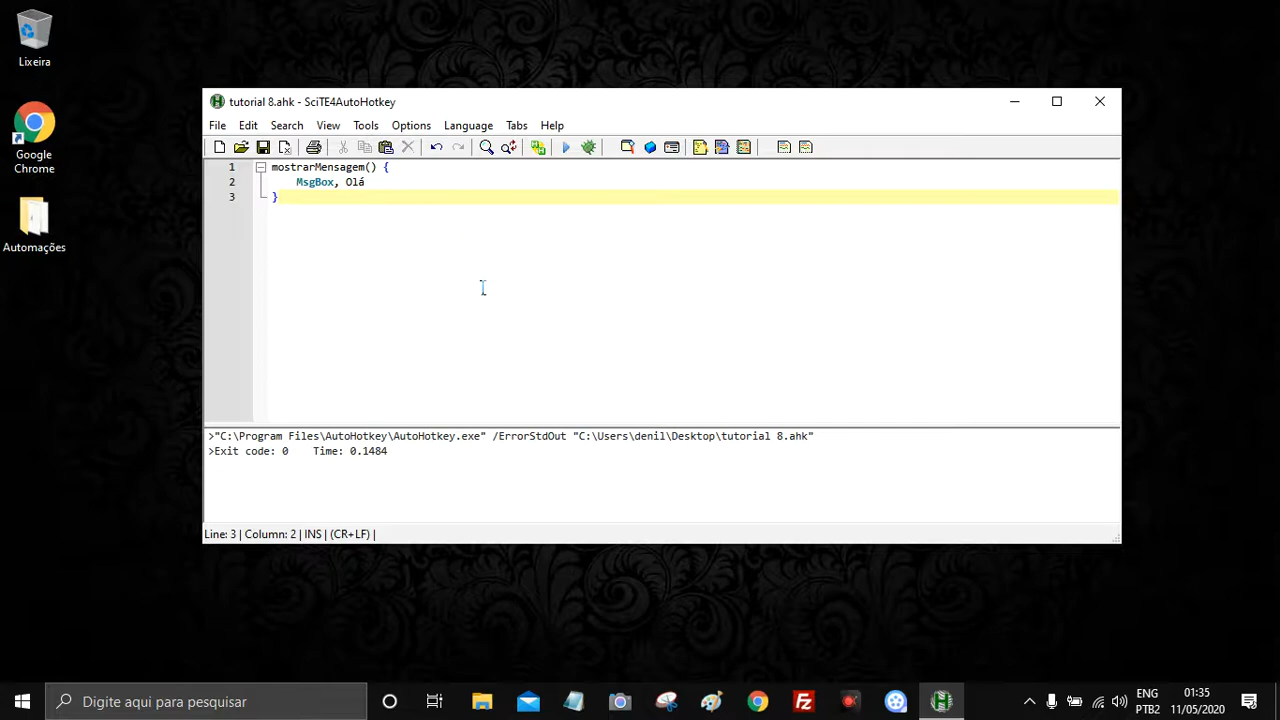 Lixeira
Google
Chrome
Automações
tutorial 8.ahk - SciTE4AutoHotkey
File Edit Search View Tools Options Language Tabs Help
1 mostrarMensagem() {
2 MsgBox, Olá
3 }
>"C:\Program Files\AutoHotkey\AutoHotkey.exe" /ErrorStdOut "C:\Users\denil\Desktop\tutorial 8.ahk"
>Exit code: 0 Time: 0.1484
Line: 3 | Column: 2 | INS | (CR+LF) |
Digite aqui para pesquisar
ENG
PTB2
01:35
11/05/2020